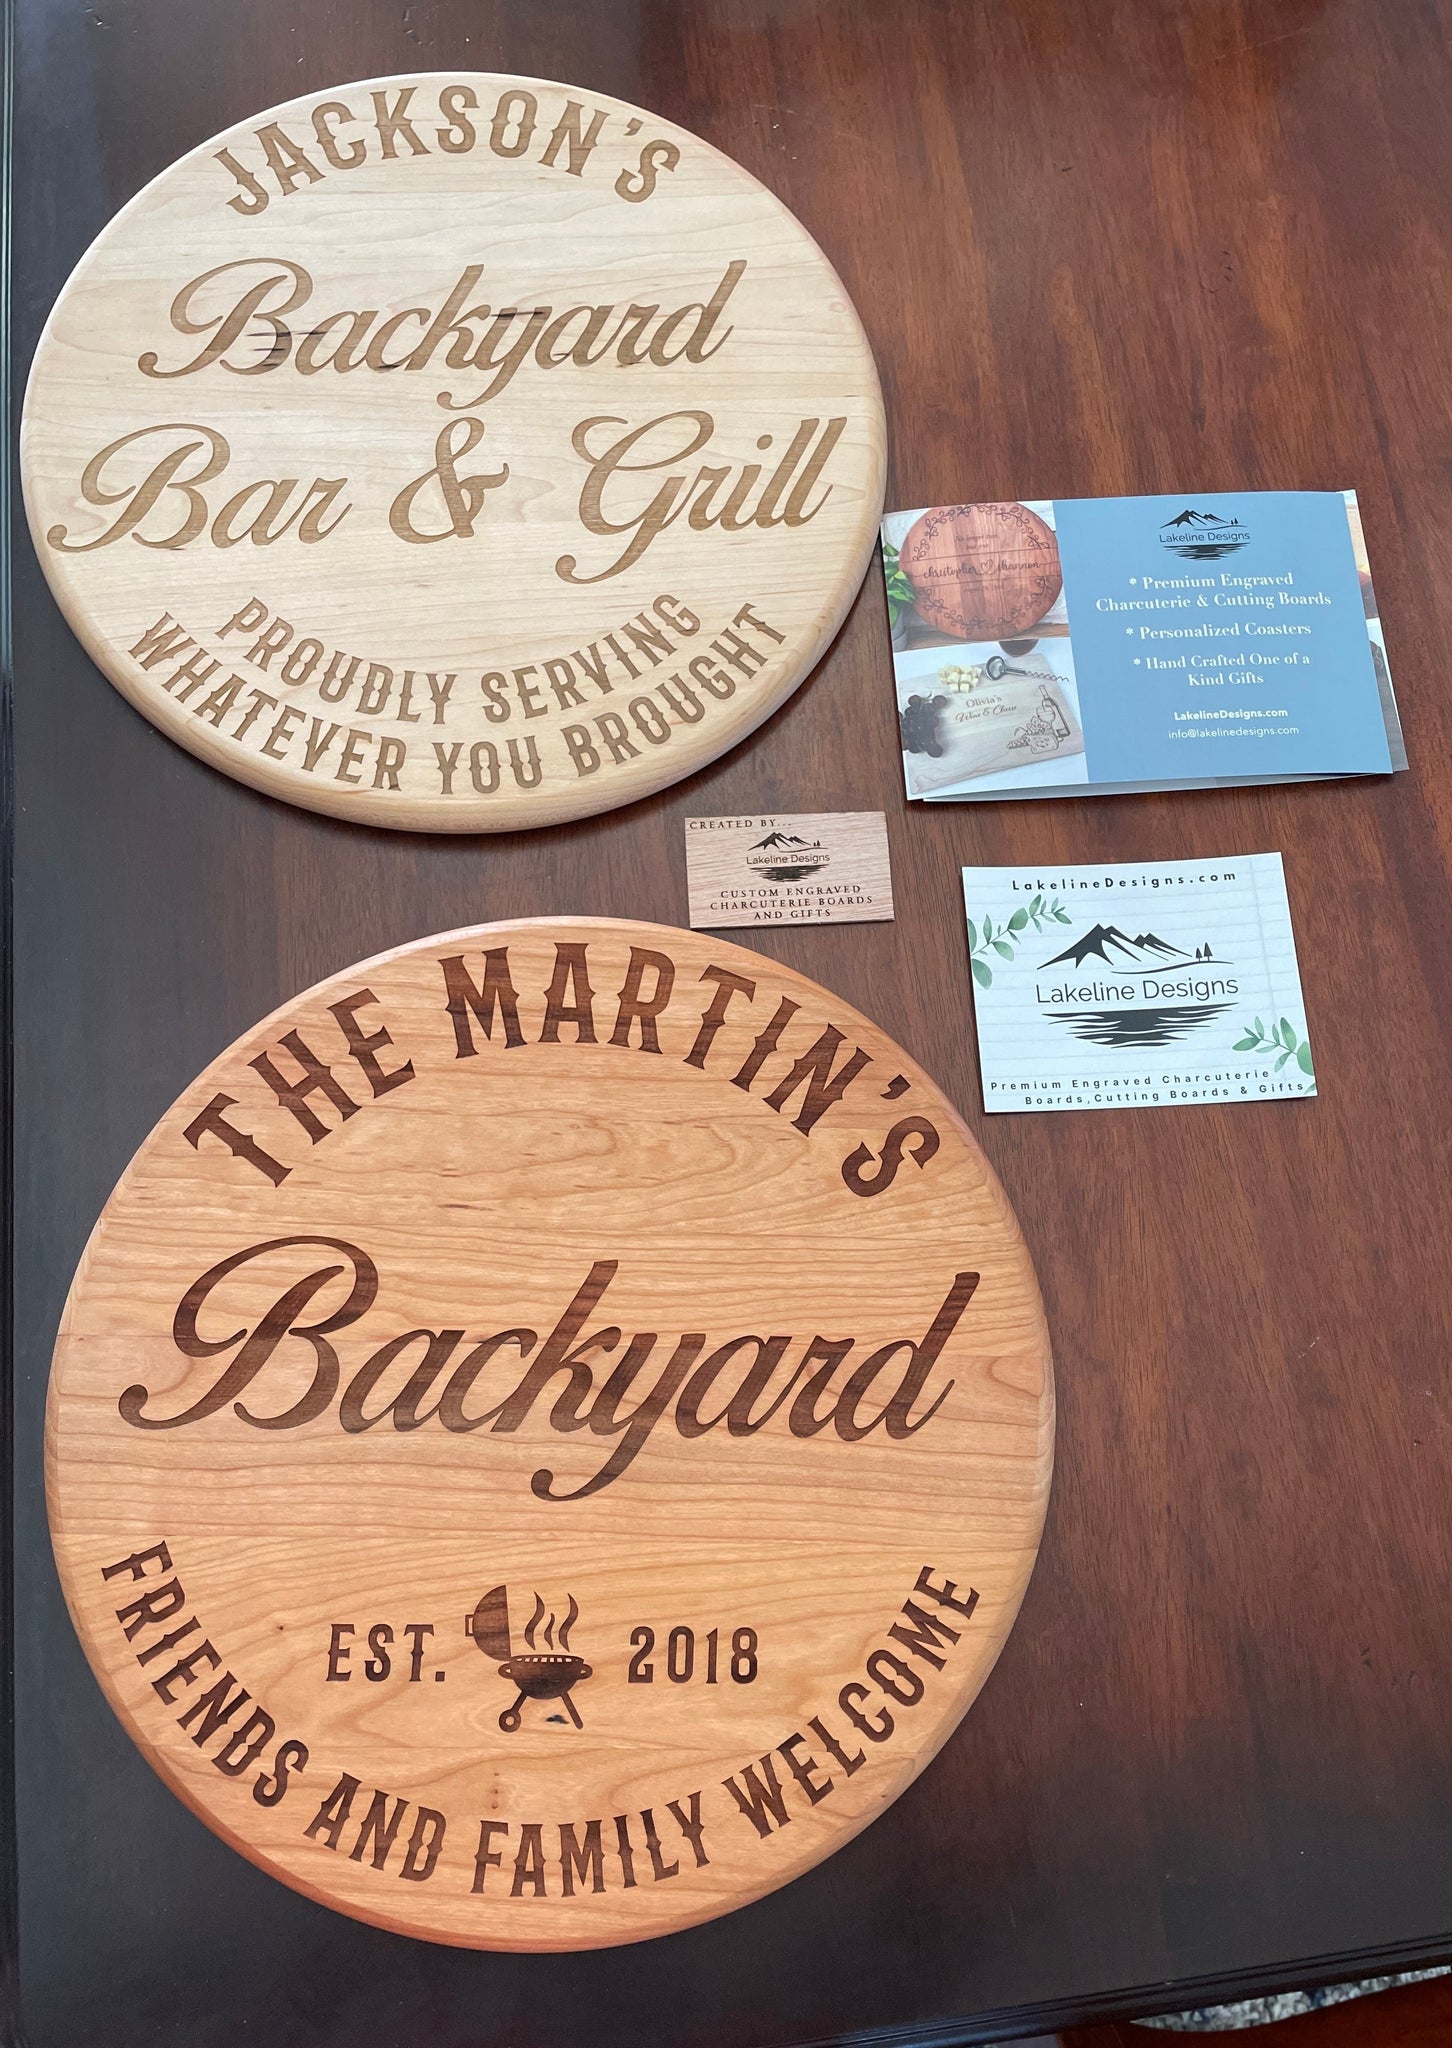 JACKSON'S
Backyard
Bar & Grill
PROUDLY SERVING
WHATEVER YOU BROUGHT
Christopher Shannon
Olivia's
Wine & Cheese
Lakeline Designs
* Premium Engraved
Charcuterie & Cutting Boards
* Personalized Coasters
* Hand Crafted One of a
Kind Gifts
LakelineDesigns.com
info@lakelinedesigns.com
CREATED BY...
Lakeline Designs
CUSTOM ENGRAVED
CHARCUTERIE BOARDS
AND GIFTS
LakelineDesigns.com
Lakeline Designs
Premium Engraved Charcuterie
Boards,Cutting Boards & Gifts
THE MARTIN'S
Backyard
EST. 2018
FRIENDS AND FAMILY WELCOME